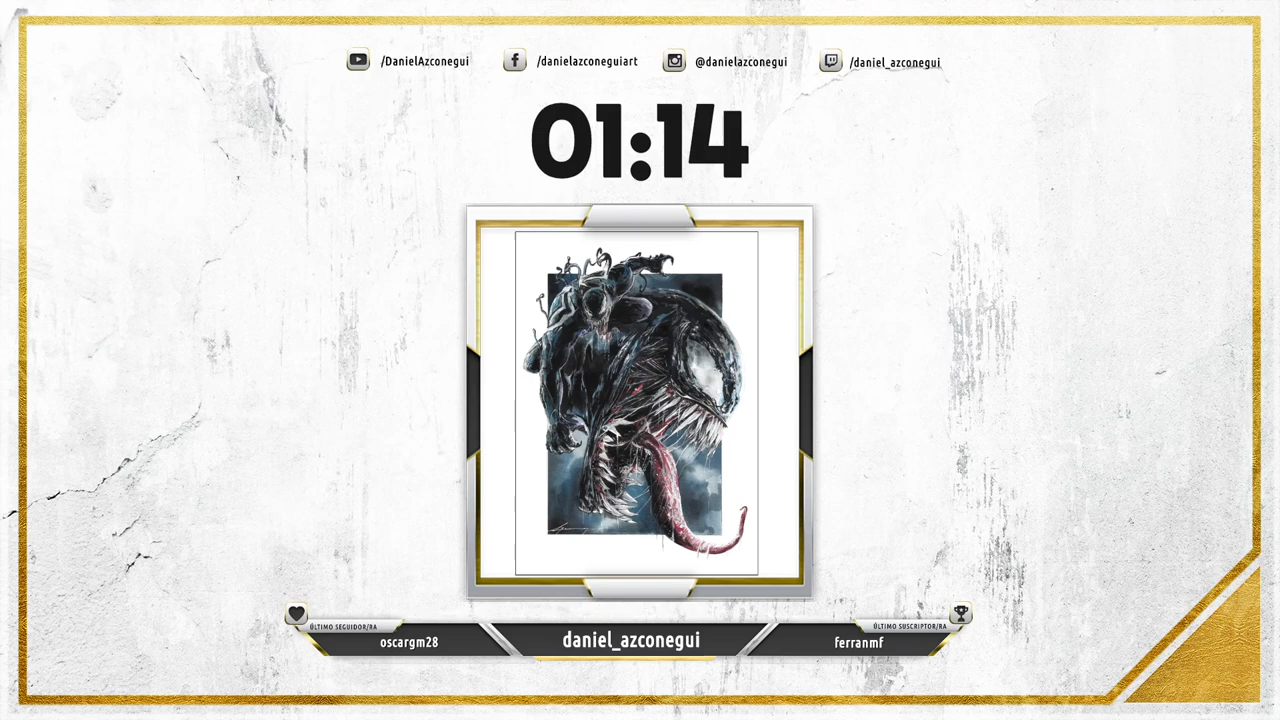 /DanielAzconegui /danielazconeguiart @danielazconegui /daniel_azconegui
01:14
ÚLTIMO SEGUIDOR/RA
oscargm28
daniel_azconegui
ÚLTIMO SUSCRIPTOR/RA
ferranmf